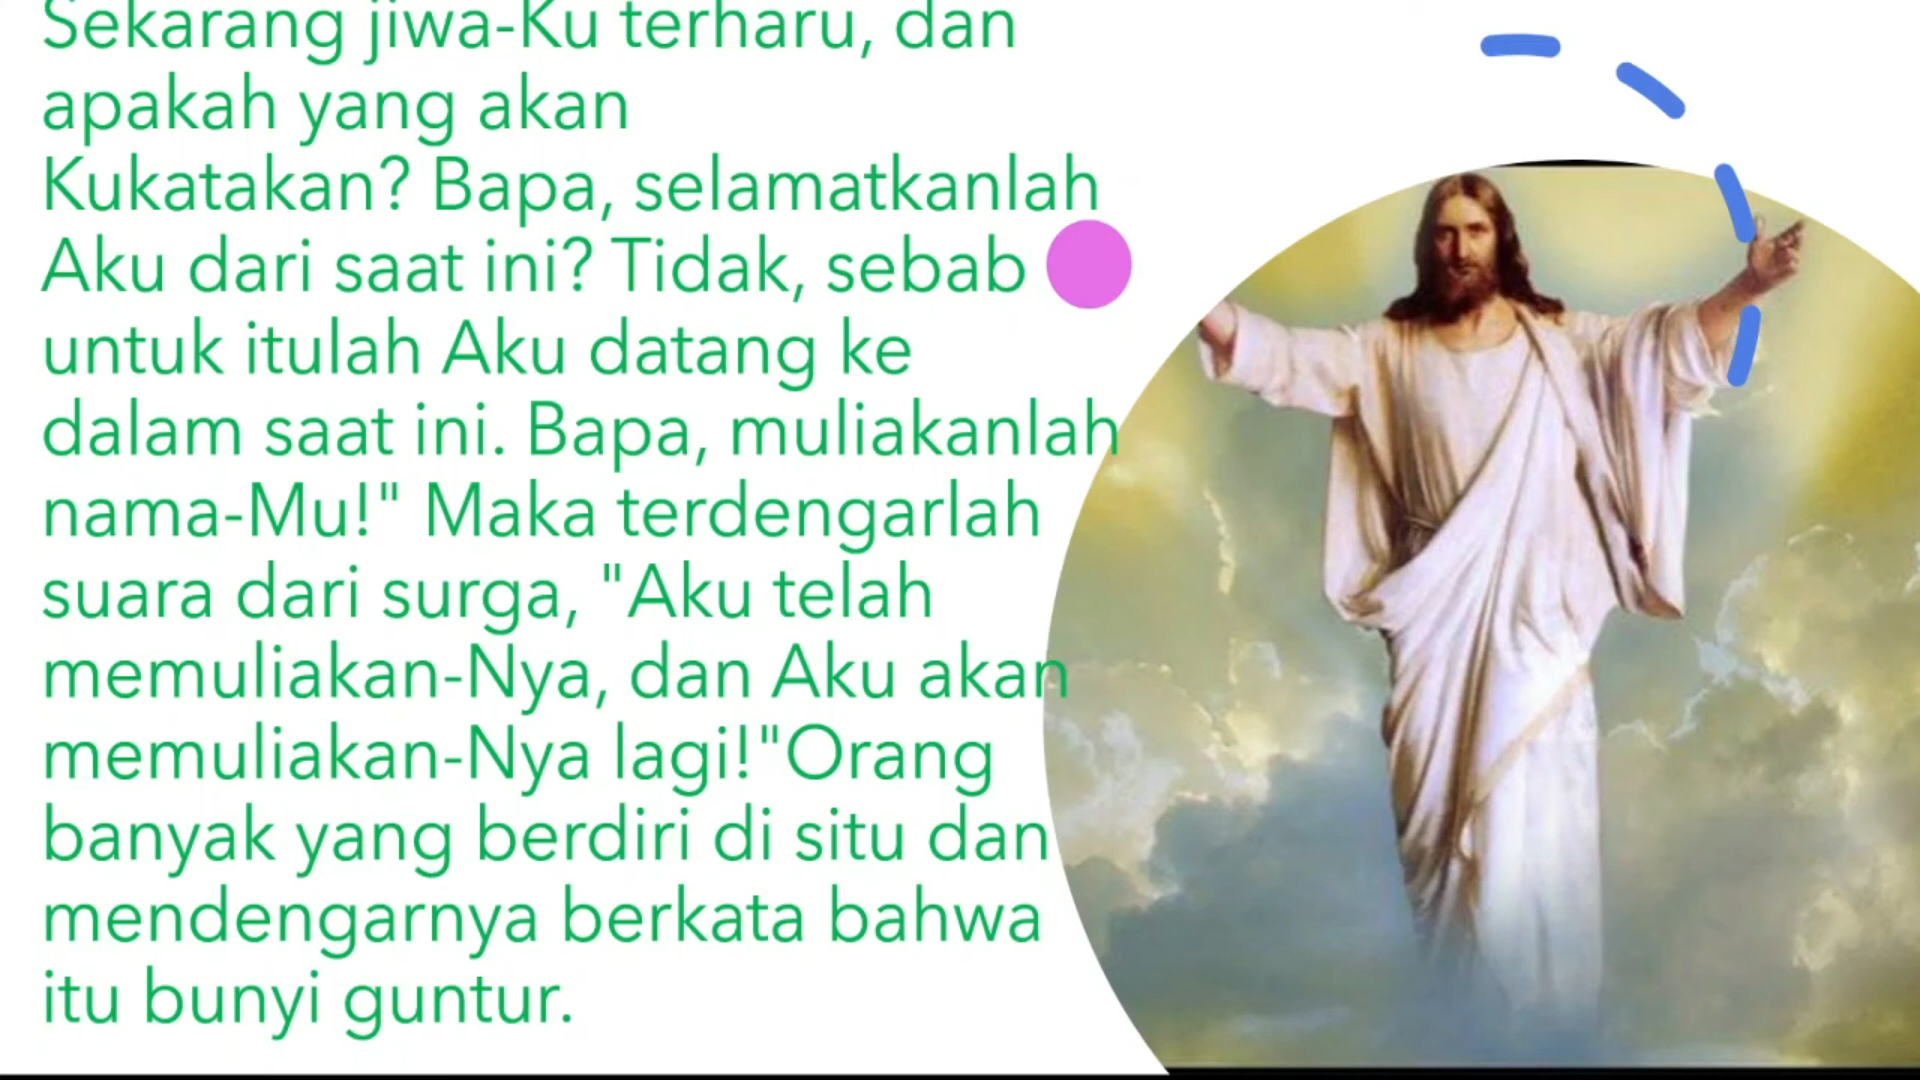 Sekarang jiwa-Ku terharu, dan
apakah yang akan
Kukatakan? Bapa, selamatkanlah
Aku dari saat ini? Tidak, sebab
untuk itulah Aku datang ke
dalam saat ini. Bapa, muliakanlah
nama-Mu!" Maka terdengarlah
suara dari surga, "Aku telah
memuliakan-Nya, dan Aku akan
memuliakan-Nya lagi!"Orang
banyak yang berdiri di situ dan
mendengarnya berkata bahwa
itu bunyi guntur.